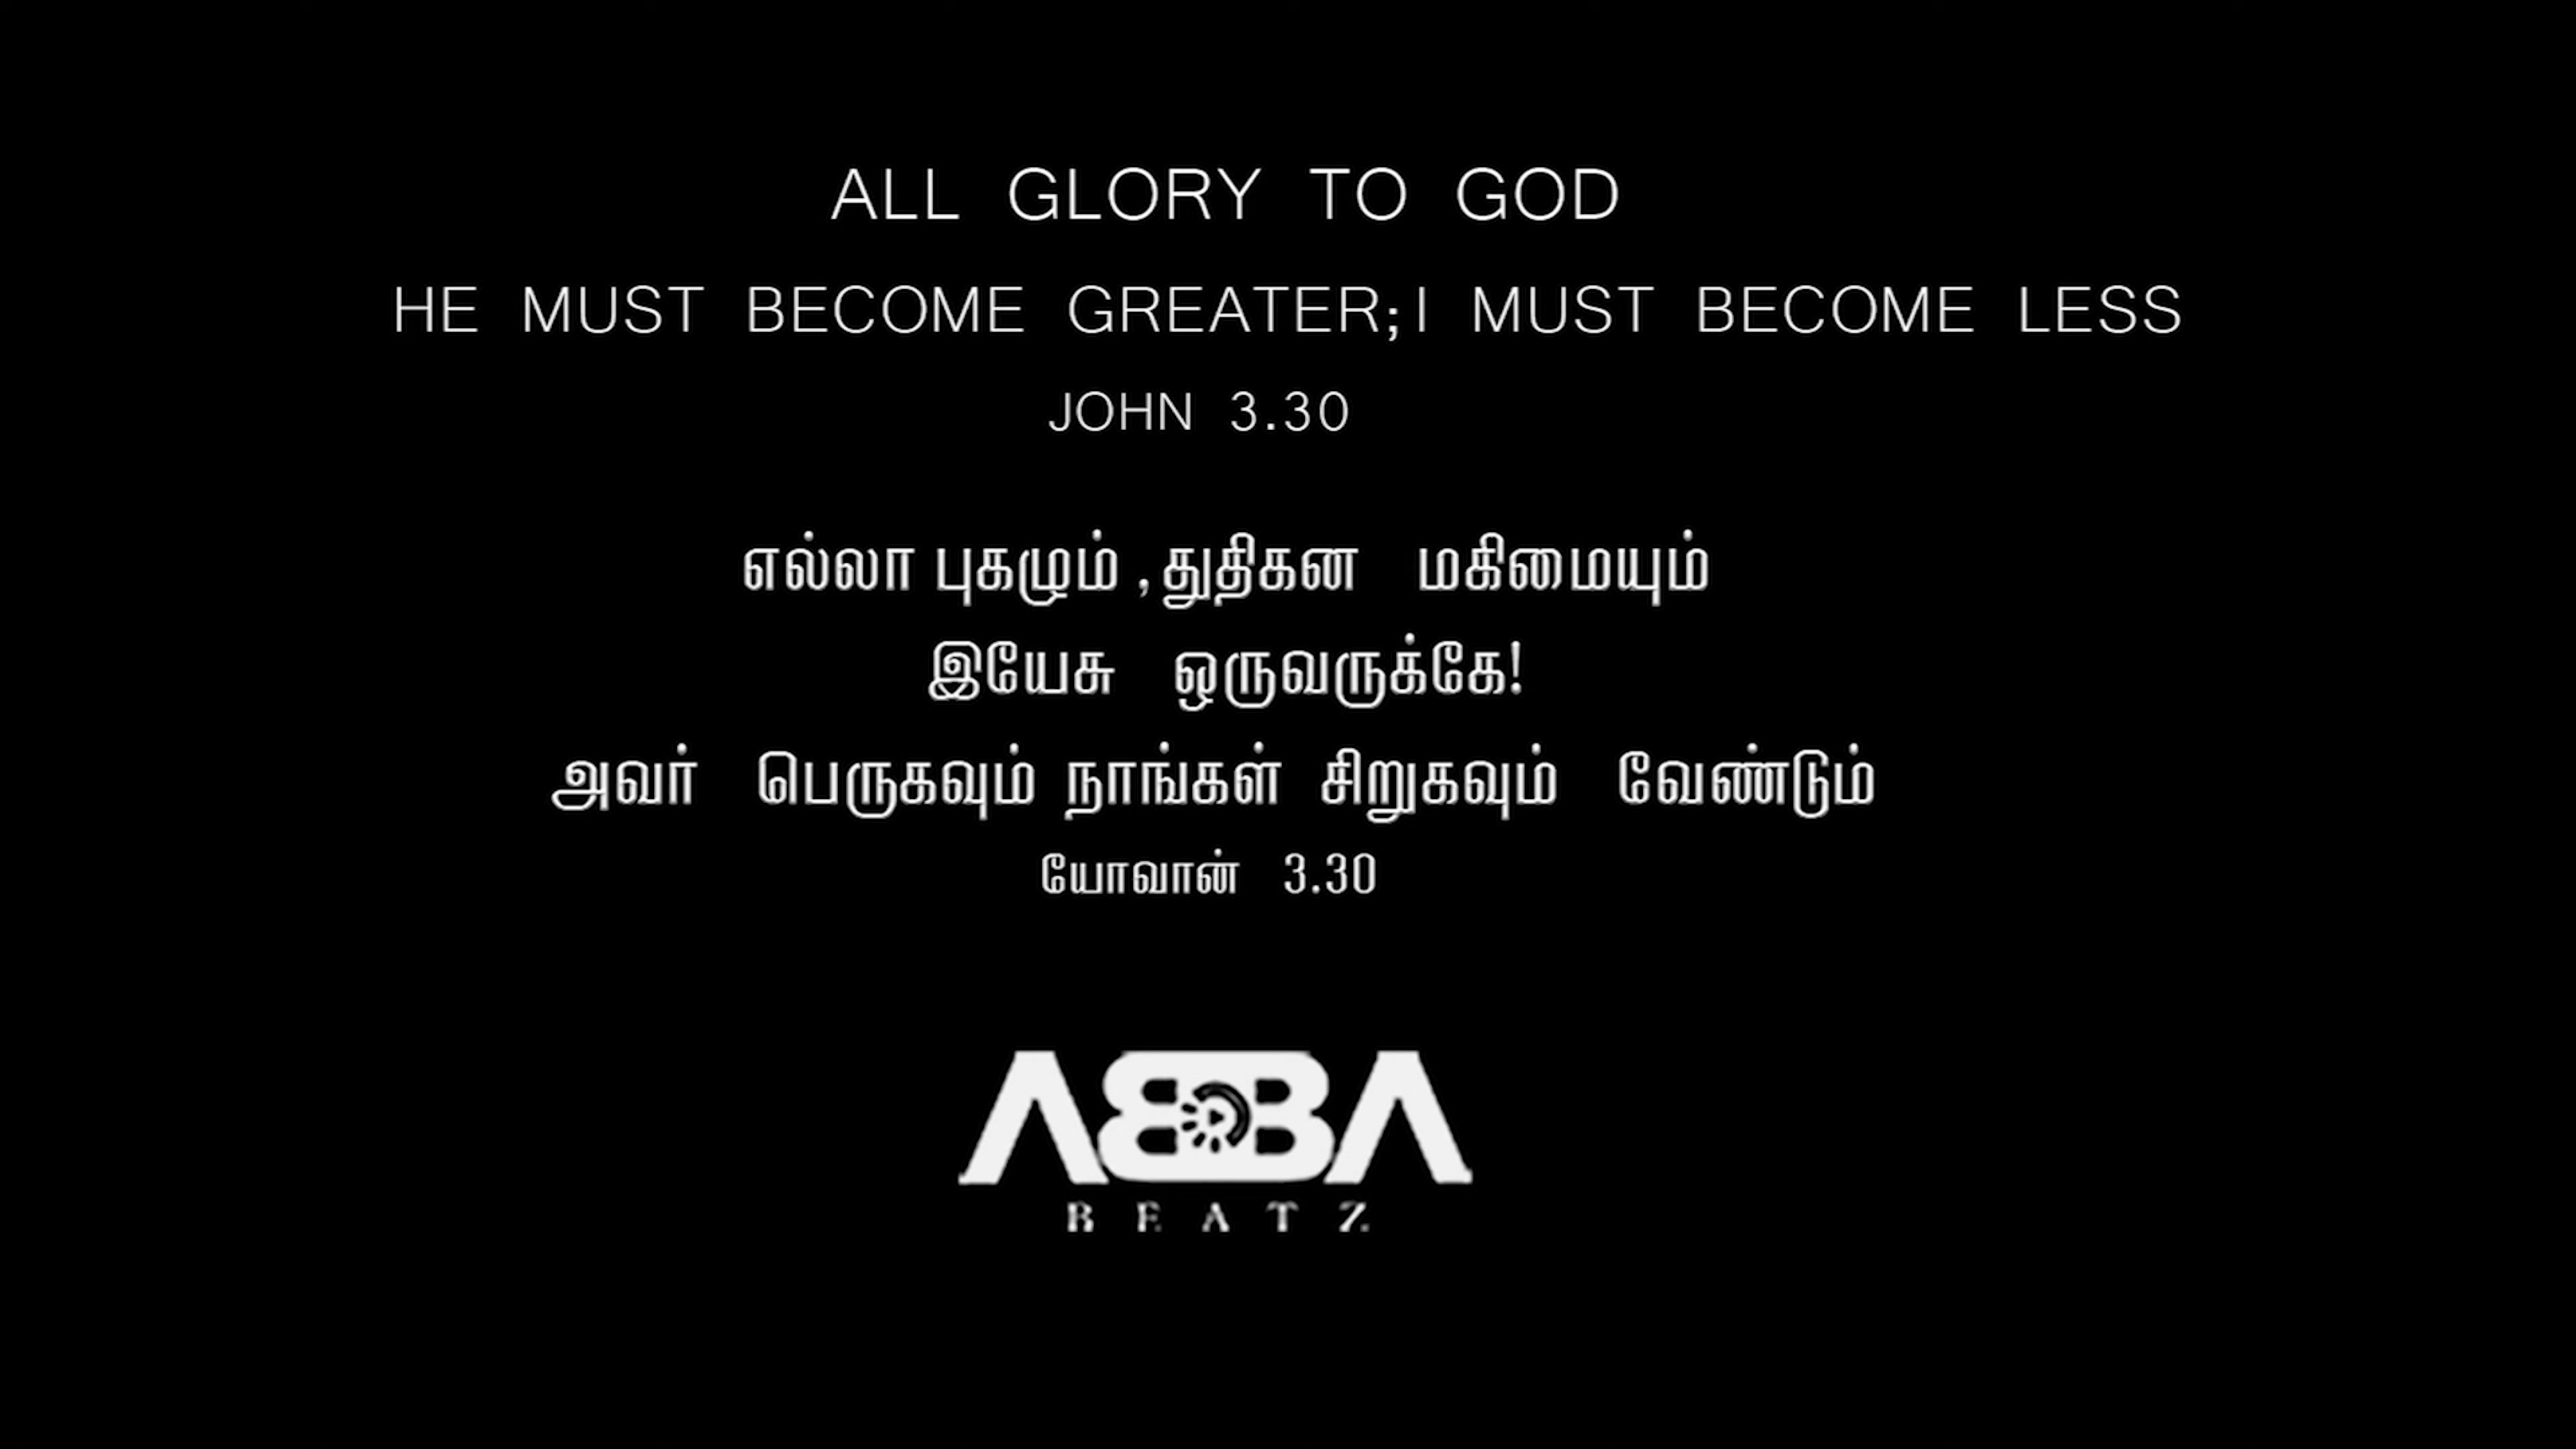 ALL GLORY TO GOD
HE MUST BECOME GREATER;I MUST BECOME LESS
JOHN 3.30
எல்லா புகழும் ,துதிகன மகிமையும்
இயேசு ஒருவருக்கே!
அவர் பெருகவும் நாங்கள் சிறுகவும் வேண்டும்
யோவான் 3.30
ABBA
BEATZ